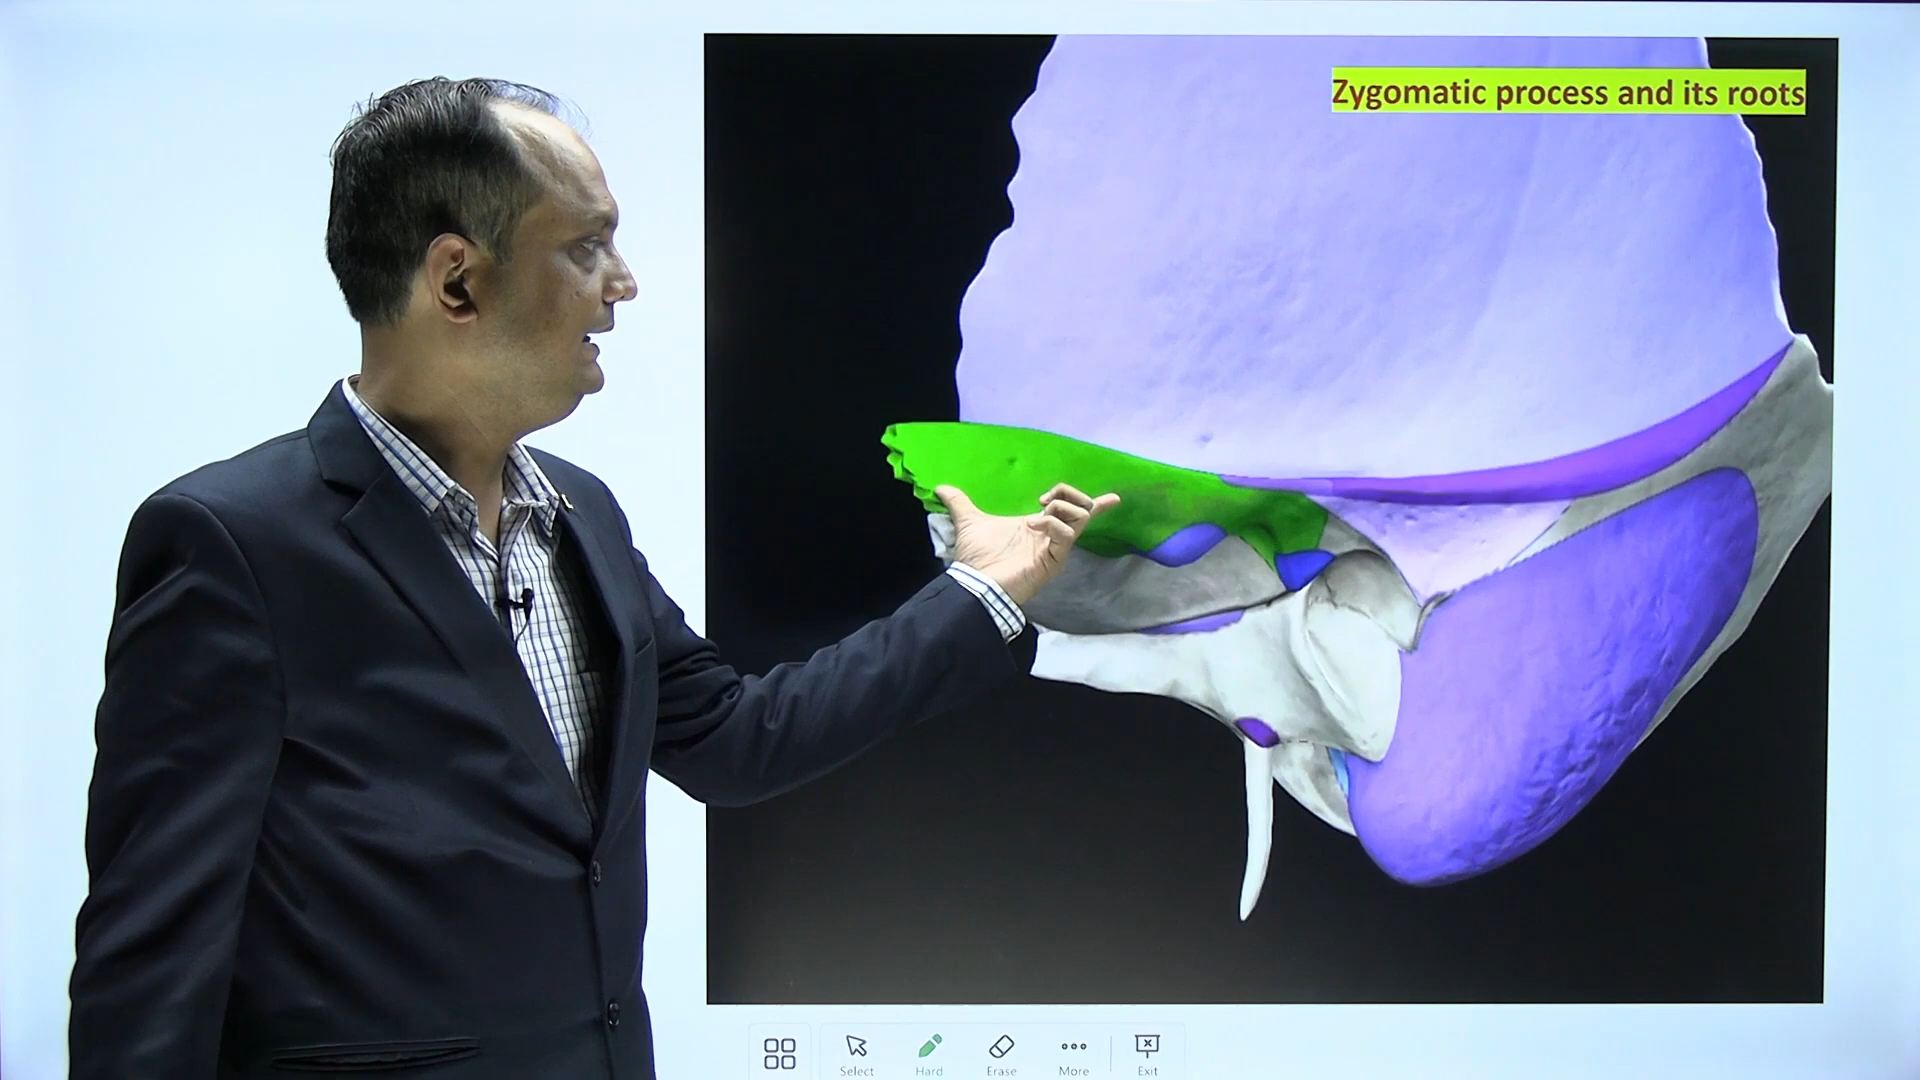 Zygomatic process and its roots
Select
Hard
Erase
More
Exit